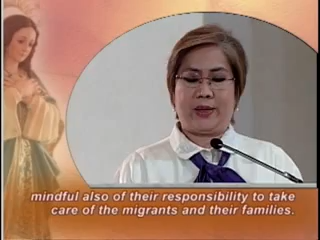 mindful also of their responsibility to take
care of the migrants and their families.